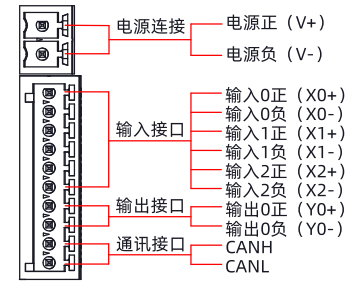 电源连接
电源正（V+）
电源负（V-）
输入接口
输入0正（X0+）
输入0负（X0-）
输入1正（X1+）
输入1负（X1-）
输入2正（X2+）
输入2负（X2-）
输出接口
输出0正（Y0+）
输出0负（Y0-）
通讯接口
CANH
CANL